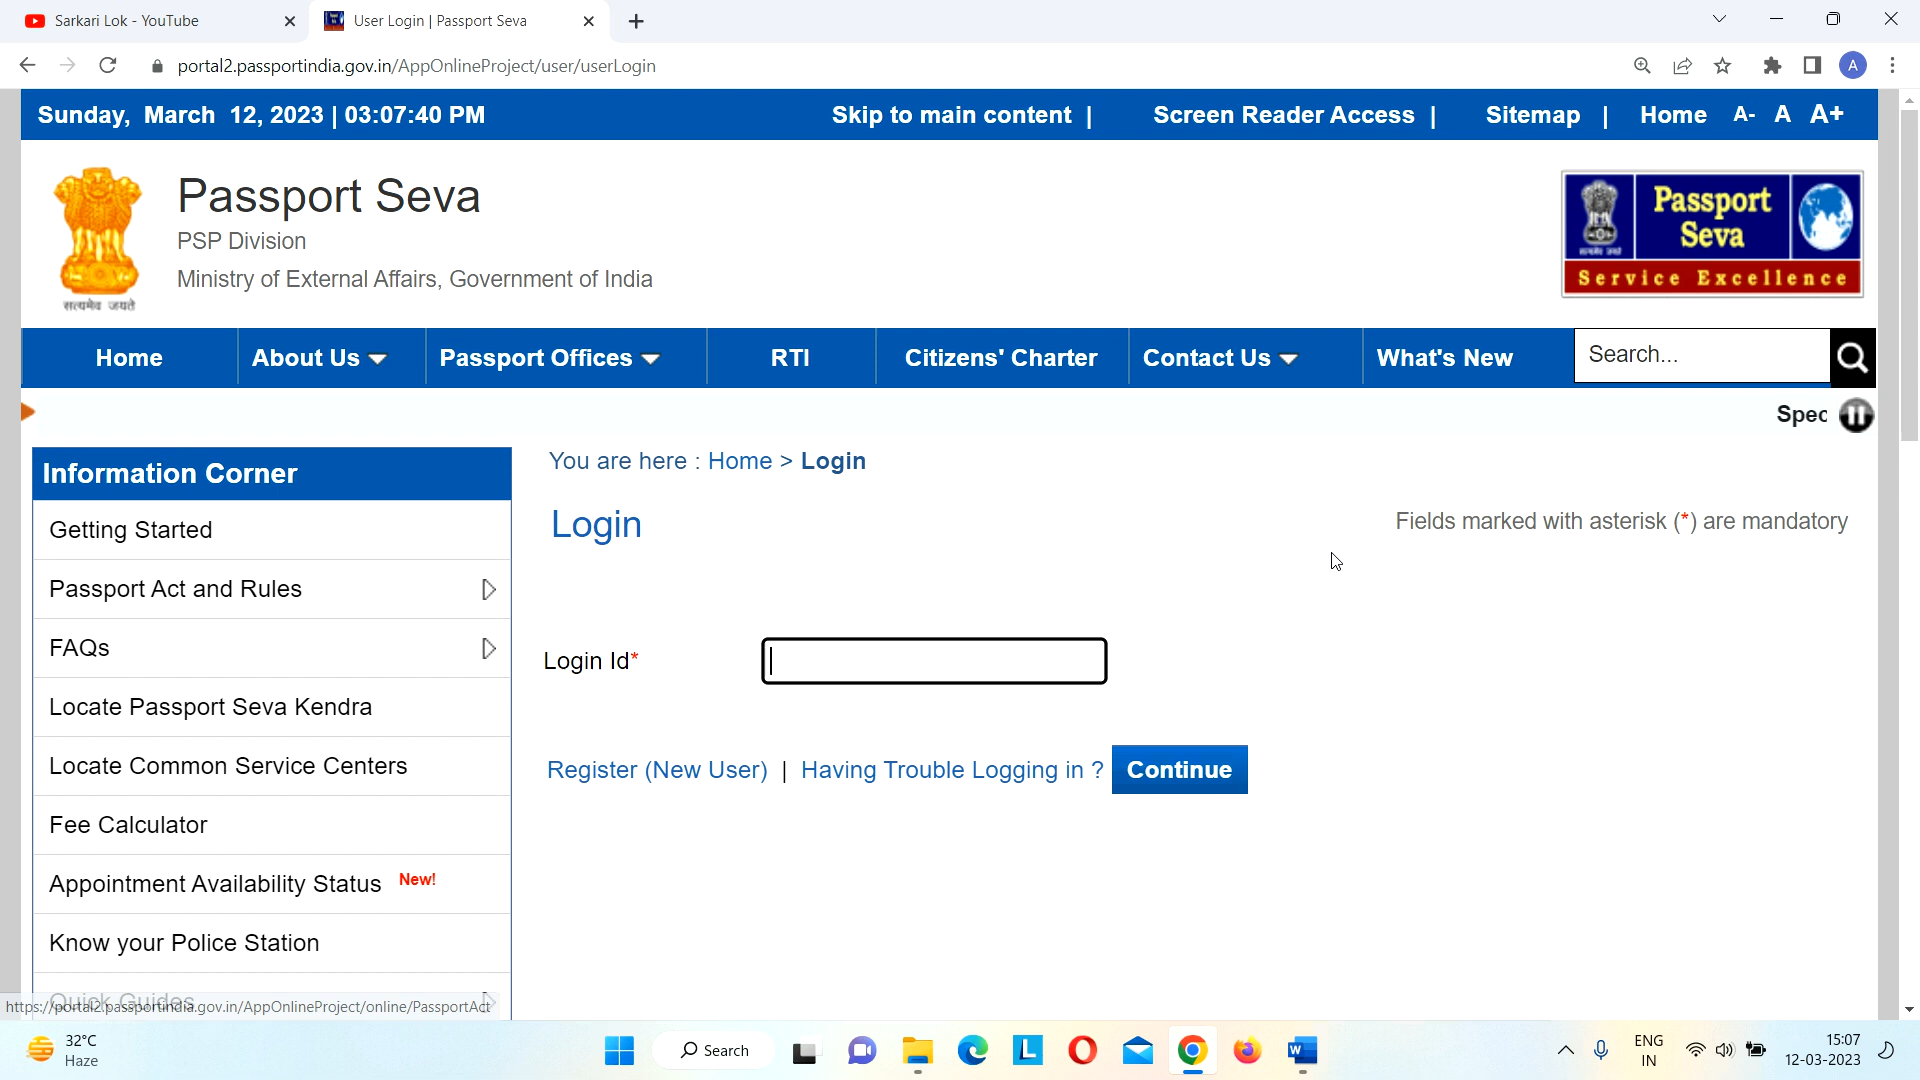 Sarkari Lok - YouTube
User Login | Passport Seva
portal2.passportindia.gov.in/AppOnlineProject/user/userLogin
A
Sunday, March 12, 2023 | 03:07:40 PM
Skip to main content | Screen Reader Access | Sitemap | Home A- A A+
Passport Seva
PSP Division
Ministry of External Affairs, Government of India
सत्यमेव जयते
Passport
Seva
Service Excellence
Home About Us Passport Offices RTI Citizens' Charter Contact Us What's New Search...
Spec
Information Corner
Getting Started
Passport Act and Rules
FAQs
Locate Passport Seva Kendra
Locate Common Service Centers
Fee Calculator
Appointment Availability Status New!
Know your Police Station
Quick Guides
You are here : Home > Login
Login
Fields marked with asterisk (*) are mandatory
Login Id*
Register (New User) | Having Trouble Logging in ? Continue
https://portal2.passportindia.gov.in/AppOnlineProject/online/PassportAct
32°C
Haze
Search
L
W
ENG
IN
15:07
12-03-2023